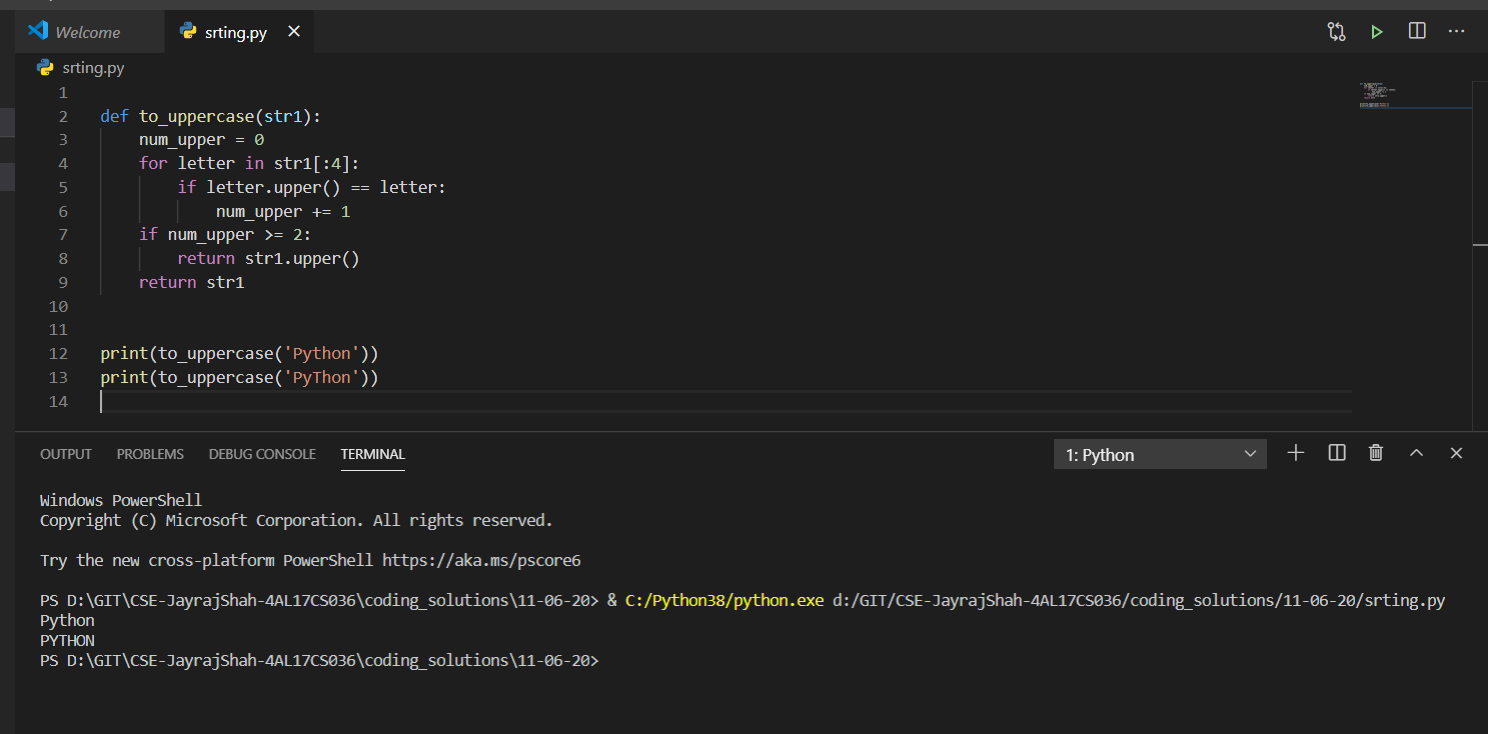 Welcome
srting.py
srting.py
1
2 def to_uppercase(str1):
3     num_upper = 0
4     for letter in str1[:4]:
5         if letter.upper() == letter:
6             num_upper += 1
7     if num_upper >= 2:
8         return str1.upper()
9     return str1
10
11
12 print(to_uppercase('Python'))
13 print(to_uppercase('PyThon'))
14
OUTPUT PROBLEMS DEBUG CONSOLE TERMINAL 1: Python
Windows PowerShell
Copyright (C) Microsoft Corporation. All rights reserved.
Try the new cross-platform PowerShell https://aka.ms/pscore6
PS D:\GIT\CSE-JayrajShah-4AL17CS036\coding_solutions\11-06-20> & C:/Python38/python.exe d:/GIT/CSE-JayrajShah-4AL17CS036/coding_solutions/11-06-20/srting.py
Python
PYTHON
PS D:\GIT\CSE-JayrajShah-4AL17CS036\coding_solutions\11-06-20>